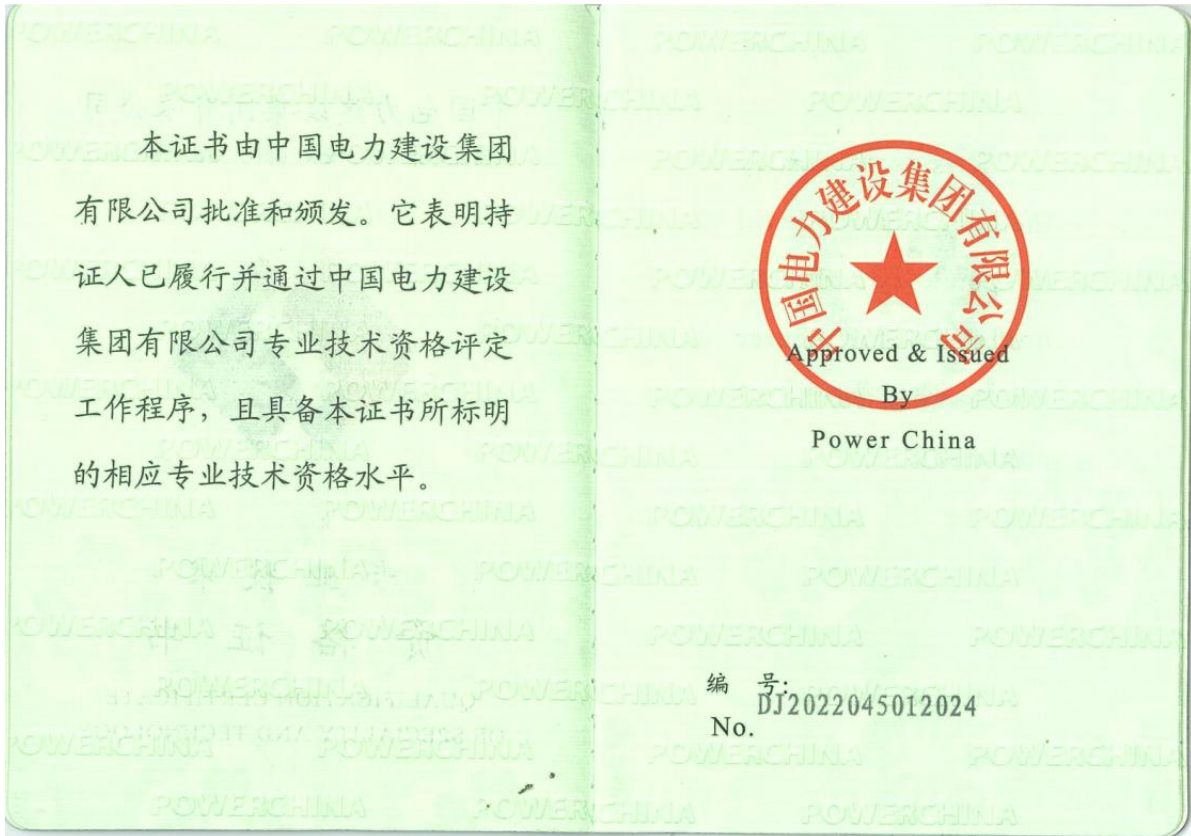 本证书由中国电力建设集团
有限公司批准和颁发。它表明持
证人已履行并通过中国电力建设
集团有限公司专业技术资格评定
工作程序，且具备本证书所标明
的相应专业技术资格水平。
中国电力建设集团有限公司
Approved & Issued
By
Power China
编 号:
DJ2022045012024
No.
POWERCHINA